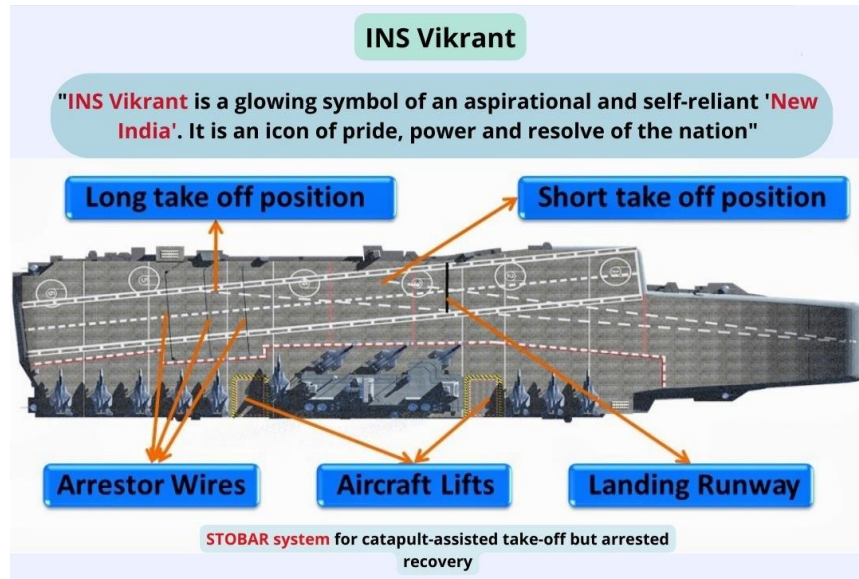 INS Vikrant
"INS Vikrant is a glowing symbol of an aspirational and self-reliant 'New
India'. It is an icon of pride, power and resolve of the nation"
Long take off position
Short take off position
Arrestor Wires
Aircraft Lifts
Landing Runway
STOBAR system for catapult-assisted take-off but arrested
recovery